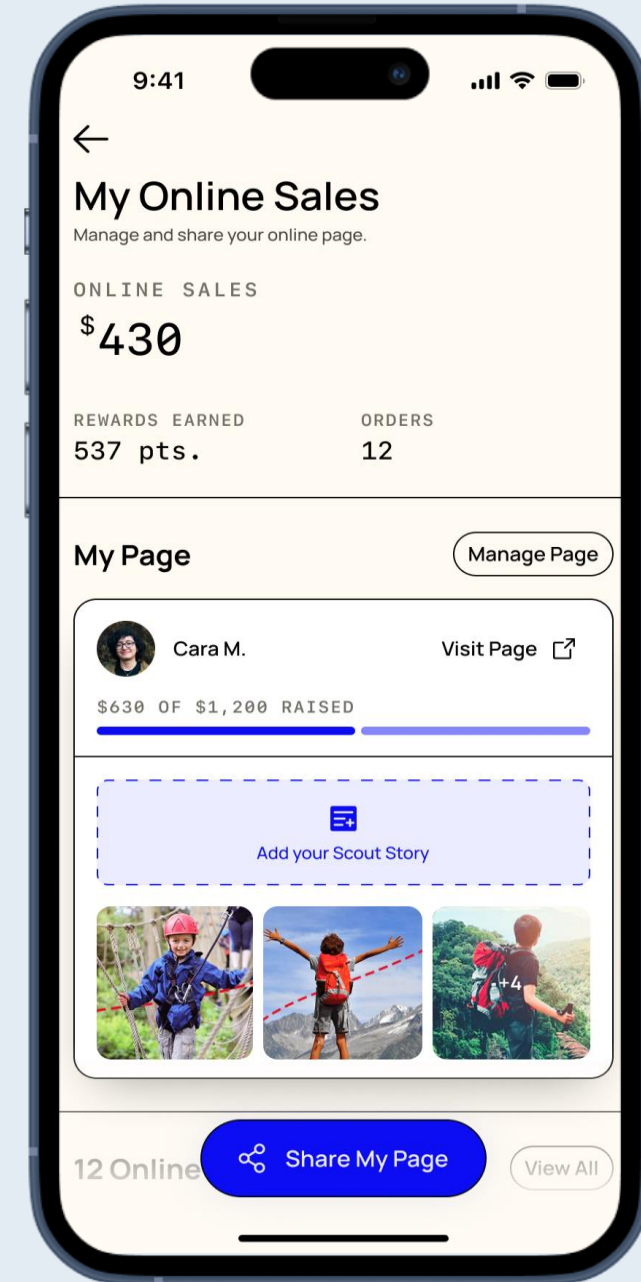 9:41
My Online Sales
Manage and share your online page.
ONLINE SALES
$430
REWARDS EARNED
ORDERS
537 pts.
12
My Page
Manage Page
Cara M.
Visit Page
$630 OF $1,200 RAISED
Add your Scout Story
+4
12 Online
Share My Page
View All